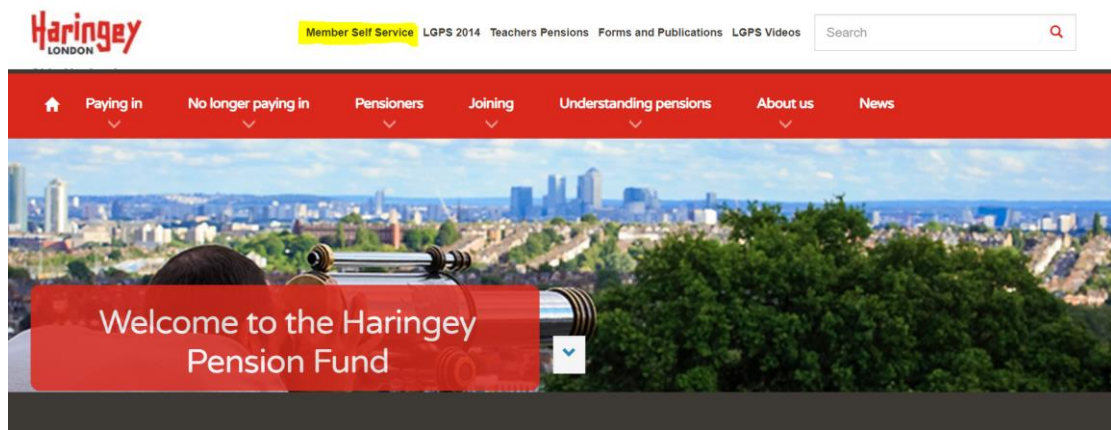 Haringey
LONDON
Member Self Service LGPS 2014 Teachers Pensions Forms and Publications LGPS Videos Search
Paying in No longer paying in Pensioners Joining Understanding pensions About us News
Welcome to the Haringey
Pension Fund